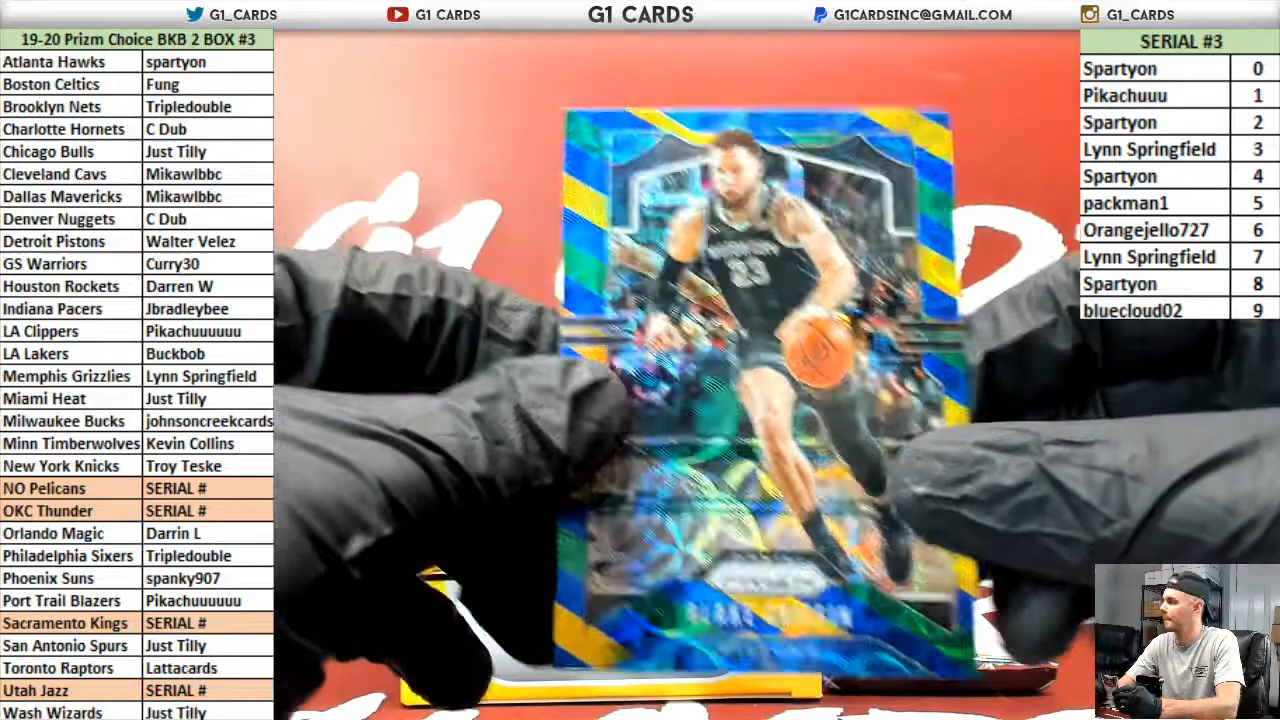 G1_CARDS G1 CARDS G1 CARDS G1CARDSINC@GMAIL.COM G1_CARDS
19-20 Prizm Choice BKB 2 BOX #3
Atlanta Hawks spartyon
Boston Celtics Fung
Brooklyn Nets Tripledouble
Charlotte Hornets C Dub
Chicago Bulls Just Tilly
Cleveland Cavs Mikawlbbc
Dallas Mavericks Mikawlbbc
Denver Nuggets C Dub
Detroit Pistons Walter Velez
GS Warriors Curry30
Houston Rockets Darren W
Indiana Pacers Jbradleybee
LA Clippers Pikachuuuuu
LA Lakers Buckbob
Memphis Grizzlies Lynn Springfield
Miami Heat Just Tilly
Milwaukee Bucks johnsoncreekcards
Minn Timberwolves Kevin Collins
New York Knicks Troy Teske
NO Pelicans SERIAL #
OKC Thunder SERIAL #
Orlando Magic Darrin L
Philadelphia Sixers Tripledouble
Phoenix Suns spanky907
Port Trail Blazers Pikachuuuuuu
Sacramento Kings SERIAL #
San Antonio Spurs Just Tilly
Toronto Raptors Lattacards
Utah Jazz SERIAL #
Wash Wizards Just Tilly
23
BLAKE GRIFFIN
SERIAL #3
Spartyon 0
Pikachuuu 1
Spartyon 2
Lynn Springfield 3
Spartyon 4
packman1 5
Orangejello727 6
Lynn Springfield 7
Spartyon 8
bluecloud02 9